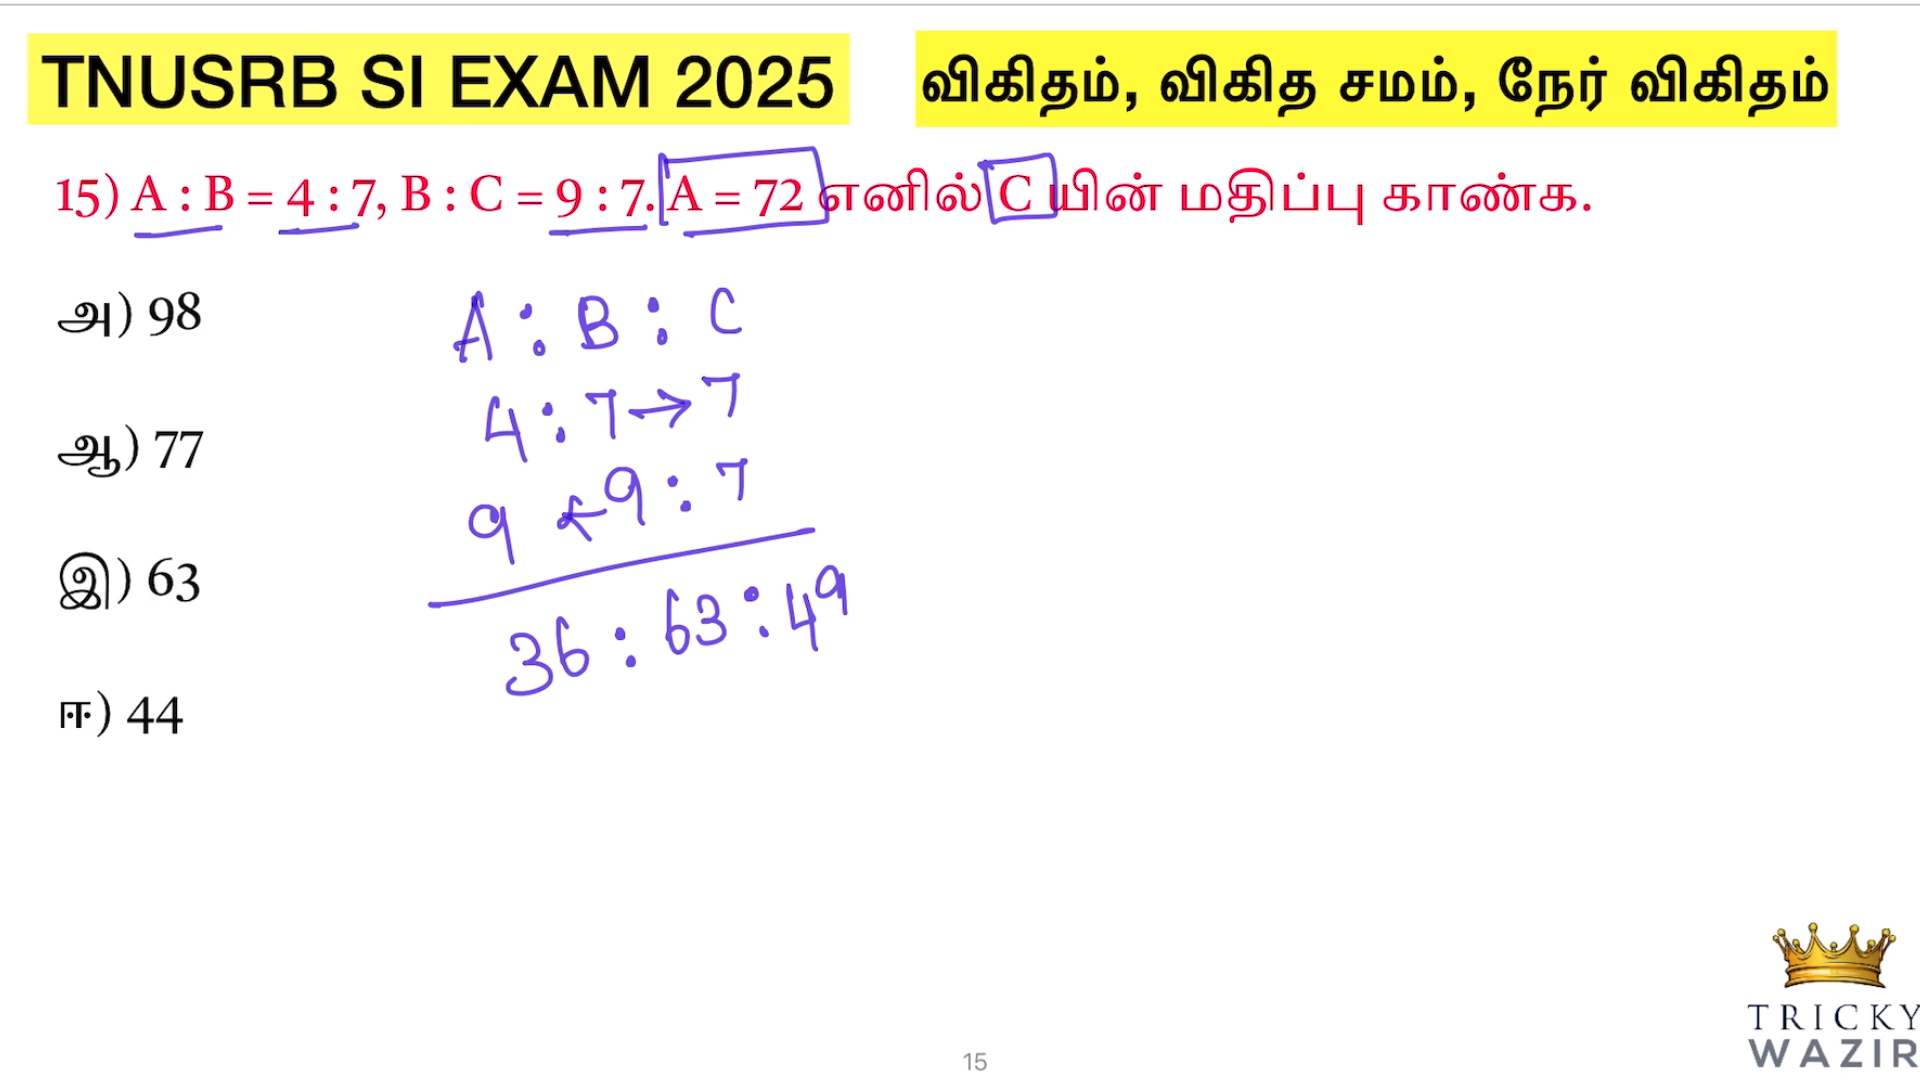 TNUSRB SI EXAM 2025
விகிதம், விகித சமம், நேர் விகிதம்
15) A : B = 4 : 7, B : C = 9 : 7. A = 72 எனில் C யின் மதிப்பு காண்க.
அ) 98
ஆ) 77
இ) 63
ஈ) 44
A : B : C
4 : 7 → 7
9 ← 9 : 7
36 : 63 : 49
TRICKY
WAZIR
15